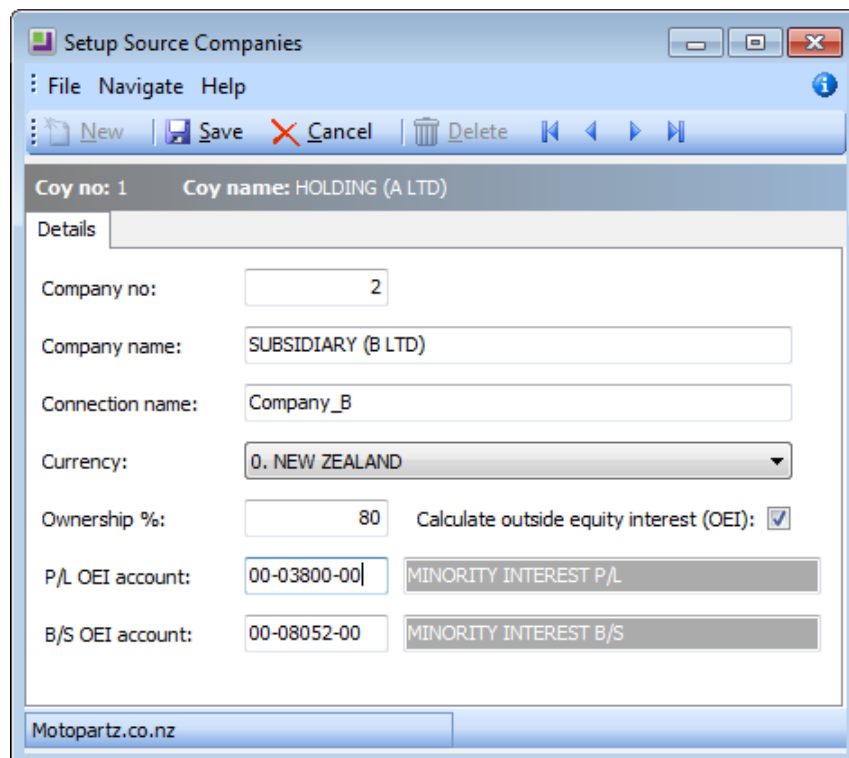 Setup Source Companies
File Navigate Help
New Save Cancel Delete
Coy no: 1 Coy name: HOLDING (A LTD)
Details
Company no: 2
Company name: SUBSIDIARY (B LTD)
Connection name: Company_B
Currency: 0. NEW ZEALAND
Ownership %: 80 Calculate outside equity interest (OEI):
P/L OEI account: 00-03800-00 MINORITY INTEREST P/L
B/S OEI account: 00-08052-00 MINORITY INTEREST B/S
Motopartz.co.nz